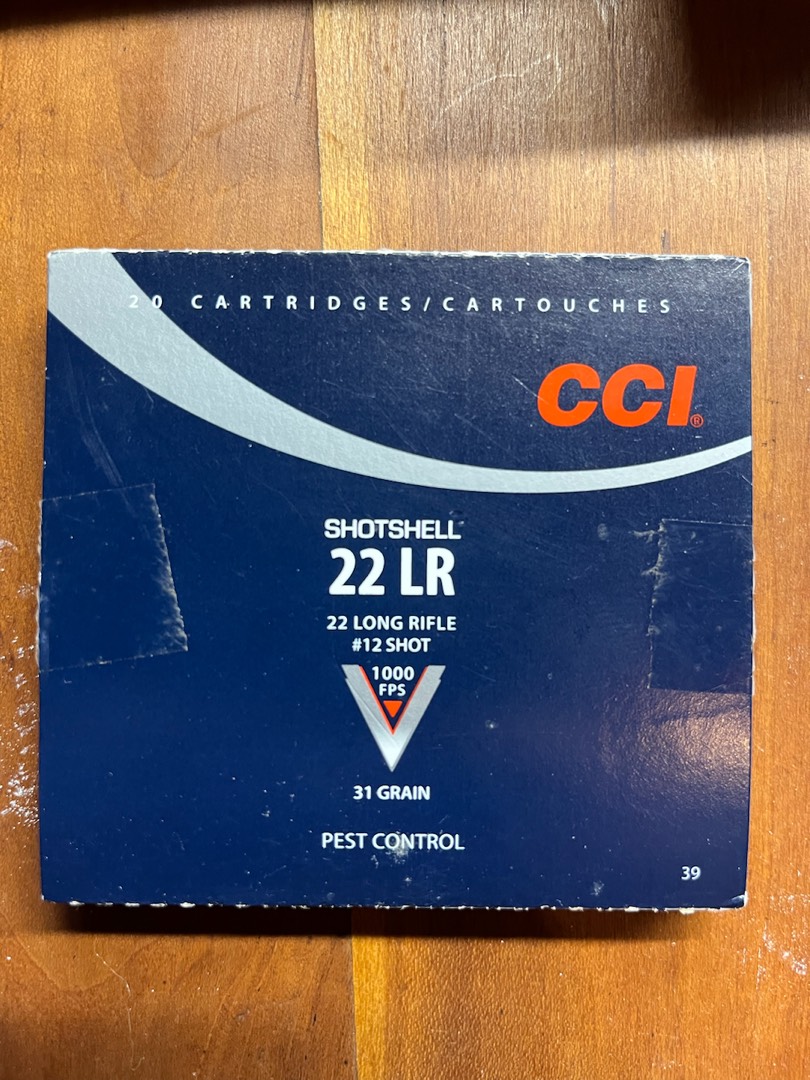 20 CARTRIDGES/CARTOUCHES
CCI®
SHOTSHELL
22 LR
22 LONG RIFLE
#12 SHOT
1000
FPS
31 GRAIN
PEST CONTROL
39